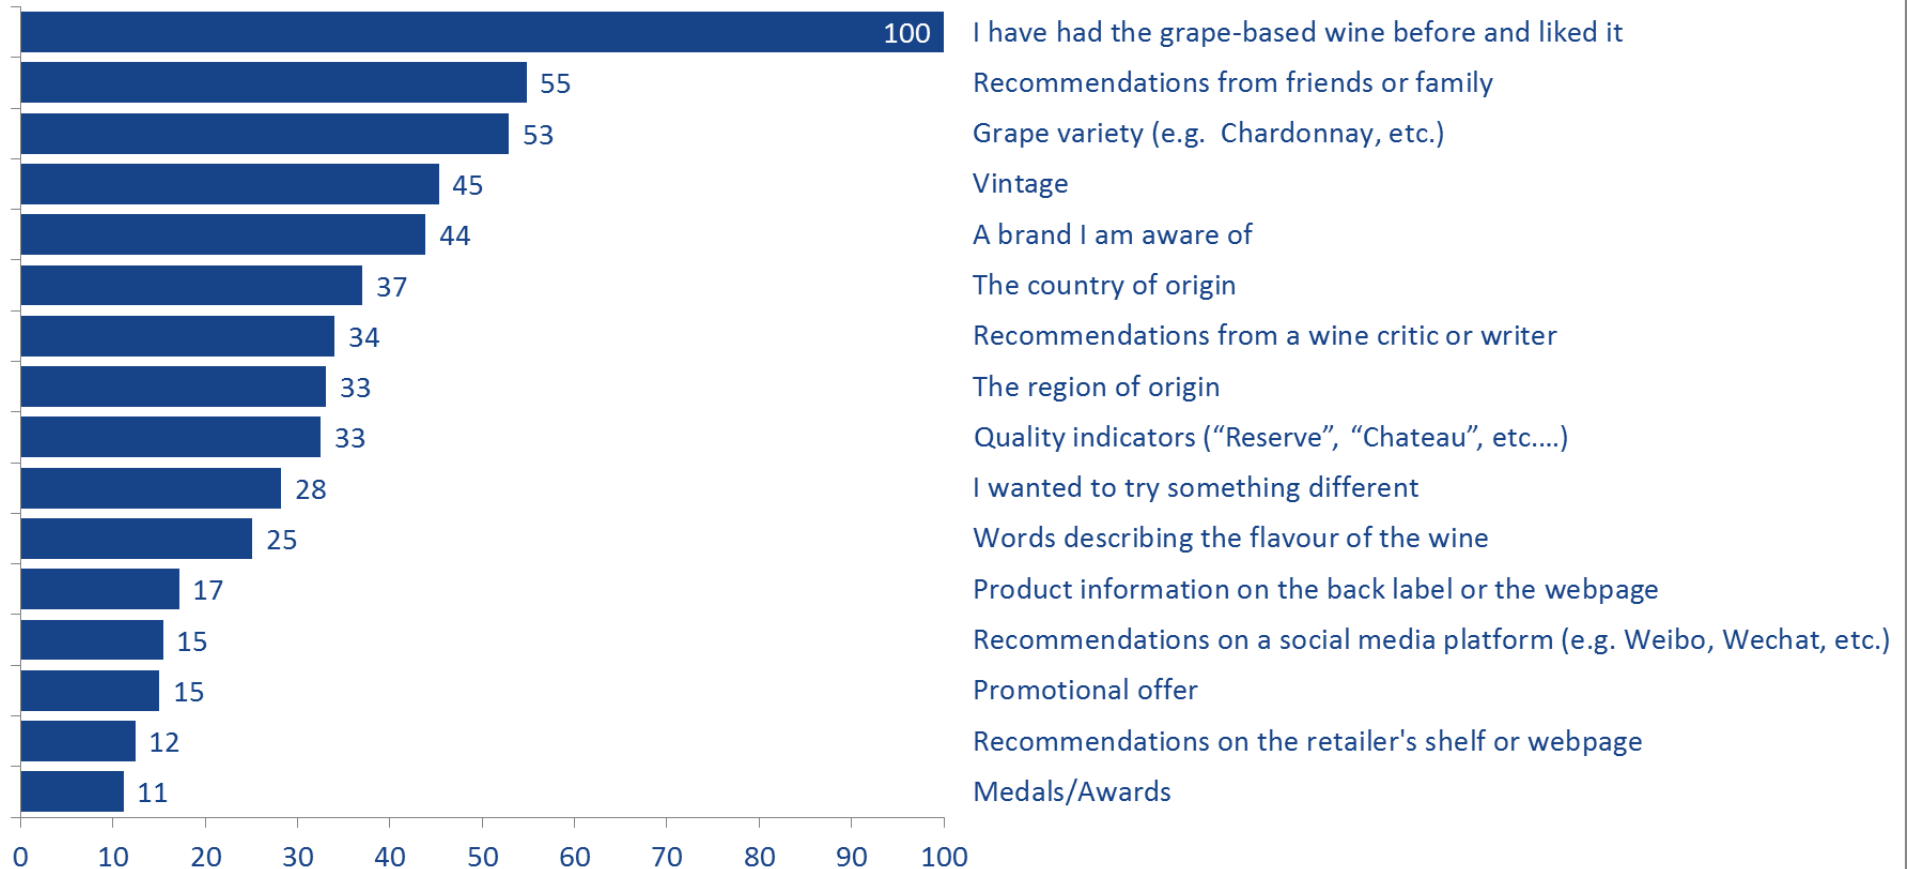 100 I have had the grape-based wine before and liked it
55 Recommendations from friends or family
53 Grape variety (e.g.  Chardonnay, etc.)
45 Vintage
44 A brand I am aware of
37 The country of origin
34 Recommendations from a wine critic or writer
33 The region of origin
33 Quality indicators (“Reserve”, “Chateau”, etc....)
28 I wanted to try something different
25 Words describing the flavour of the wine
17 Product information on the back label or the webpage
15 Recommendations on a social media platform (e.g. Weibo, Wechat, etc.)
15 Promotional offer
12 Recommendations on the retailer's shelf or webpage
11 Medals/Awards
0 10 20 30 40 50 60 70 80 90 100